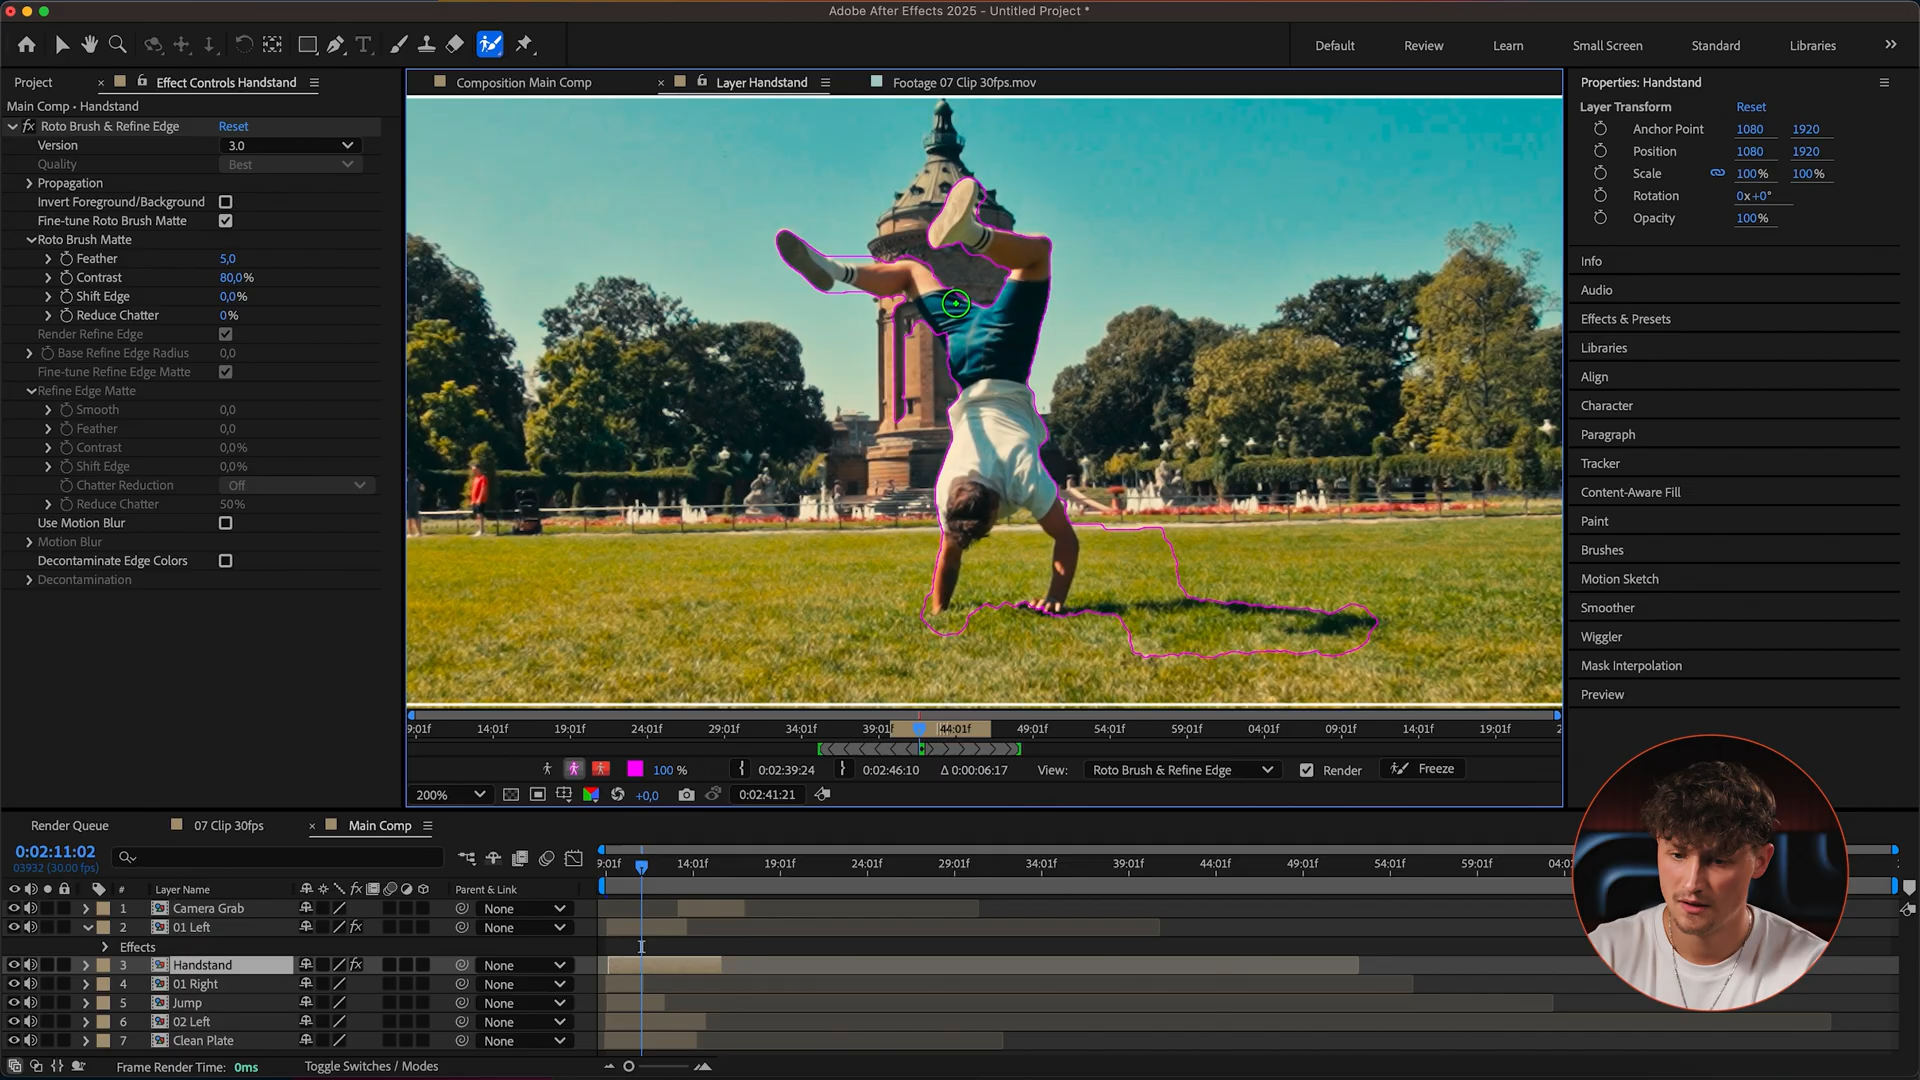 Adobe After Effects 2025 - Untitled Project *
Default
Review
Learn
Small Screen
Standard
Libraries
Project
Effect Controls Handstand
Main Comp • Handstand
fx Roto Brush & Refine Edge Reset
Version 3.0
Quality Best
Propagation
Invert Foreground/Background
Fine-tune Roto Brush Matte
Roto Brush Matte
Feather 5,0
Contrast 80,0%
Shift Edge 0,0%
Reduce Chatter 0%
Render Refine Edge
Base Refine Edge Radius 0,0
Fine-tune Refine Edge Matte
Refine Edge Matte
Smooth 0,0
Feather 0,0
Contrast 0,0%
Shift Edge 0,0%
Chatter Reduction Off
Reduce Chatter 50%
Use Motion Blur
Motion Blur
Decontaminate Edge Colors
Decontamination
Composition Main Comp
Layer Handstand
Footage 07 Clip 30fps.mov
9:01f 14:01f 19:01f 24:01f 29:01f 34:01f 39:01f 44:01f 49:01f 54:01f 59:01f 04:01f 09:01f 14:01f 19:01f 2
100 % 0:02:39:24 0:02:46:10 Δ 0:00:06:17 View: Roto Brush & Refine Edge Render Freeze
200% +0,0 0:02:41:21
Properties: Handstand
Layer Transform Reset
Anchor Point 1080 1920
Position 1080 1920
Scale 100% 100%
Rotation 0x+0°
Opacity 100%
Info
Audio
Effects & Presets
Libraries
Align
Character
Paragraph
Tracker
Content-Aware Fill
Paint
Brushes
Motion Sketch
Smoother
Wiggler
Mask Interpolation
Preview
Render Queue
07 Clip 30fps
Main Comp
0:02:11:02
03932 (30.00 fps)
9:01f 14:01f 19:01f 24:01f 29:01f 34:01f 39:01f 44:01f 49:01f 54:01f 59:01f 04:0
# Layer Name fx Parent & Link
1 Camera Grab None
2 01 Left fx None
Effects
3 Handstand fx None
4 01 Right None
5 Jump None
6 02 Left None
7 Clean Plate None
Frame Render Time: 0ms
Toggle Switches / Modes